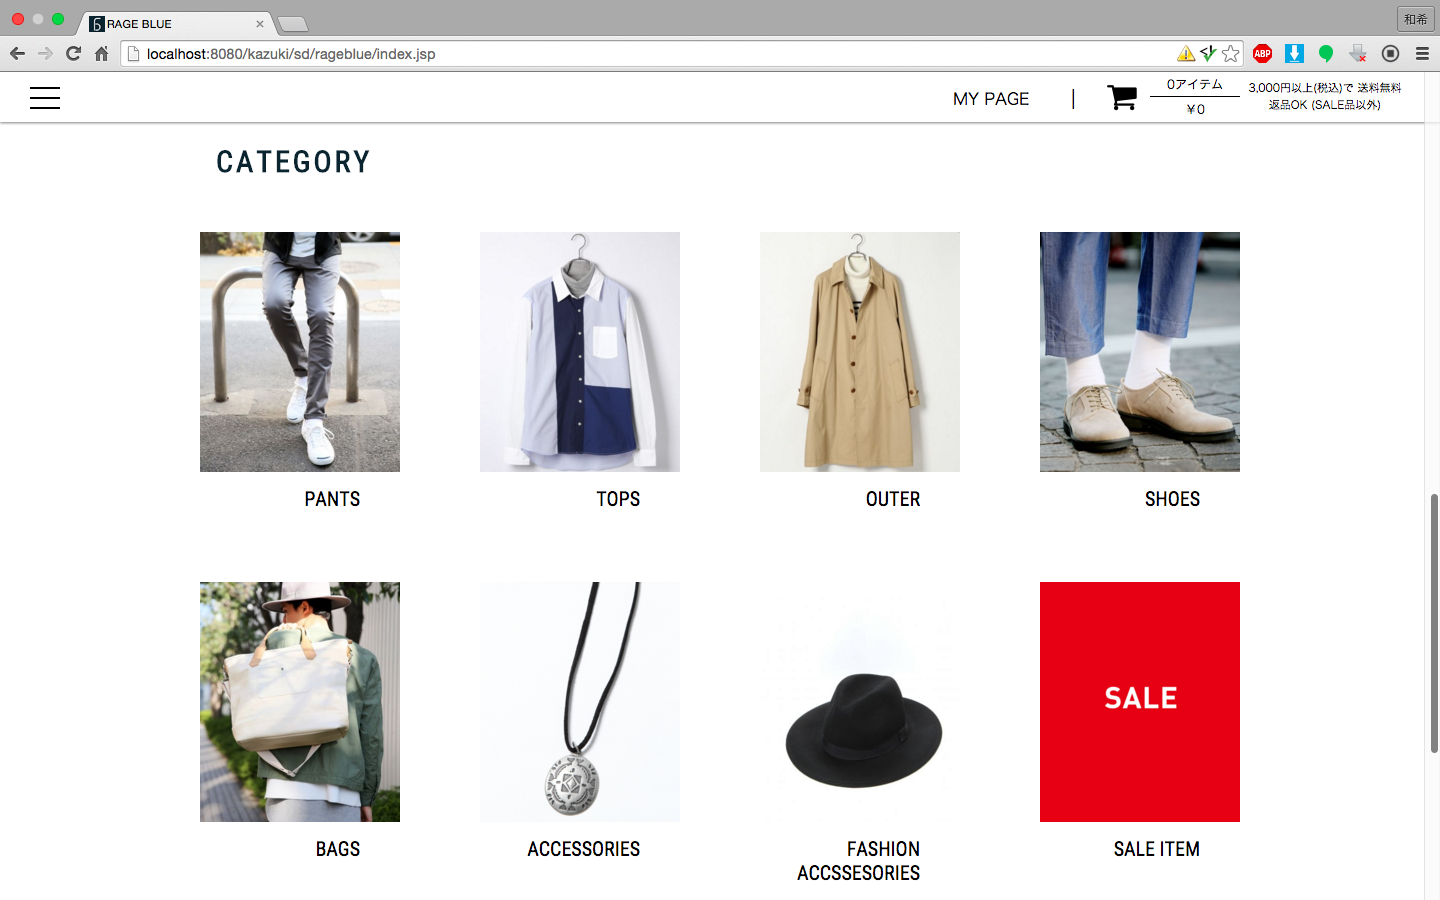 RAGE BLUE
和希
localhost:8080/kazuki/sd/rageblue/index.jsp
ABP
MY PAGE
|
0アイテム
¥0
3,000円以上(税込)で 送料無料
返品OK (SALE品以外)
CATEGORY
PANTS
TOPS
OUTER
SHOES
SALE
BAGS
ACCESSORIES
FASHION
ACCSSESORIES
SALE ITEM